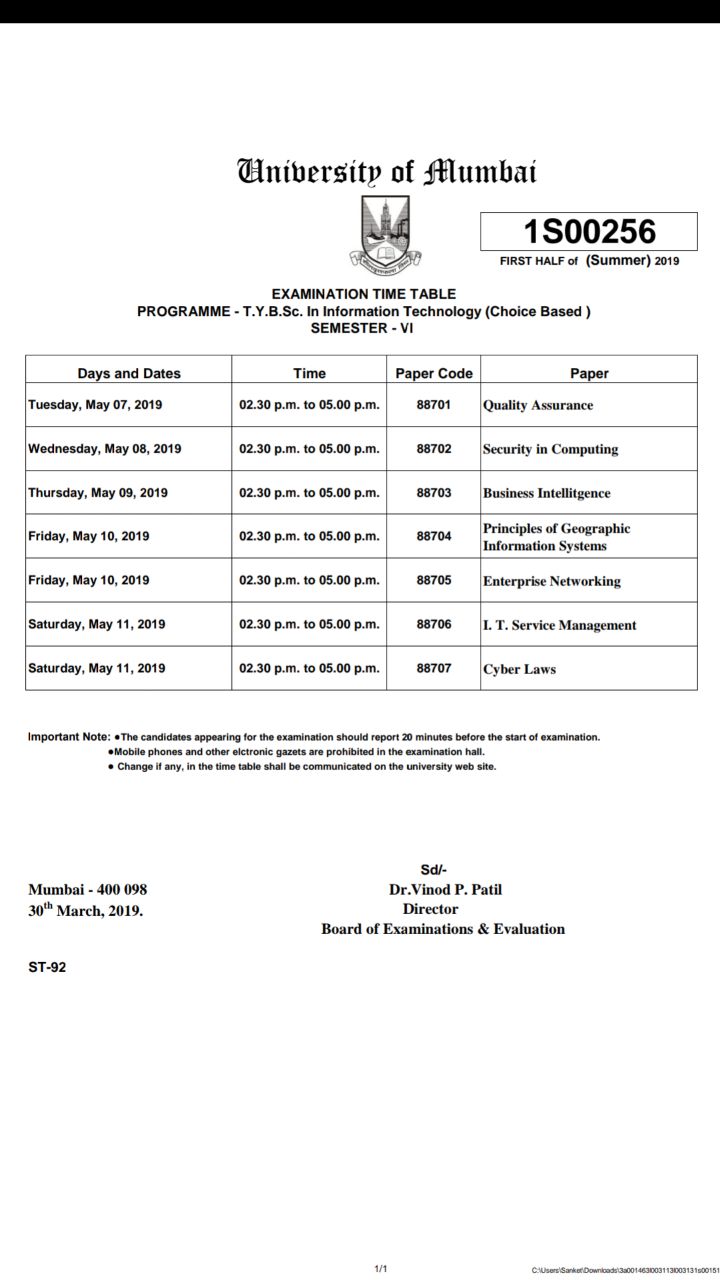 University of Mumbai
1S00256
FIRST HALF of (Summer) 2019
EXAMINATION TIME TABLE
PROGRAMME - T.Y.B.Sc. In Information Technology (Choice Based )
SEMESTER - VI
Days and Dates Time Paper Code Paper
Tuesday, May 07, 2019 02.30 p.m. to 05.00 p.m. 88701 Quality Assurance
Wednesday, May 08, 2019 02.30 p.m. to 05.00 p.m. 88702 Security in Computing
Thursday, May 09, 2019 02.30 p.m. to 05.00 p.m. 88703 Business Intellitgence
Friday, May 10, 2019 02.30 p.m. to 05.00 p.m. 88704 Principles of Geographic
Information Systems
Friday, May 10, 2019 02.30 p.m. to 05.00 p.m. 88705 Enterprise Networking
Saturday, May 11, 2019 02.30 p.m. to 05.00 p.m. 88706 I. T. Service Management
Saturday, May 11, 2019 02.30 p.m. to 05.00 p.m. 88707 Cyber Laws
Important Note: ●The candidates appearing for the examination should report 20 minutes before the start of examination.
●Mobile phones and other elctronic gazets are prohibited in the examination hall.
● Change if any, in the time table shall be communicated on the university web site.
Sd/-
Mumbai - 400 098 Dr.Vinod P. Patil
30th March, 2019. Director
Board of Examinations & Evaluation
ST-92
1/1 C:\Users\Sanket\Downloads\3a001463l003113l003131s00151